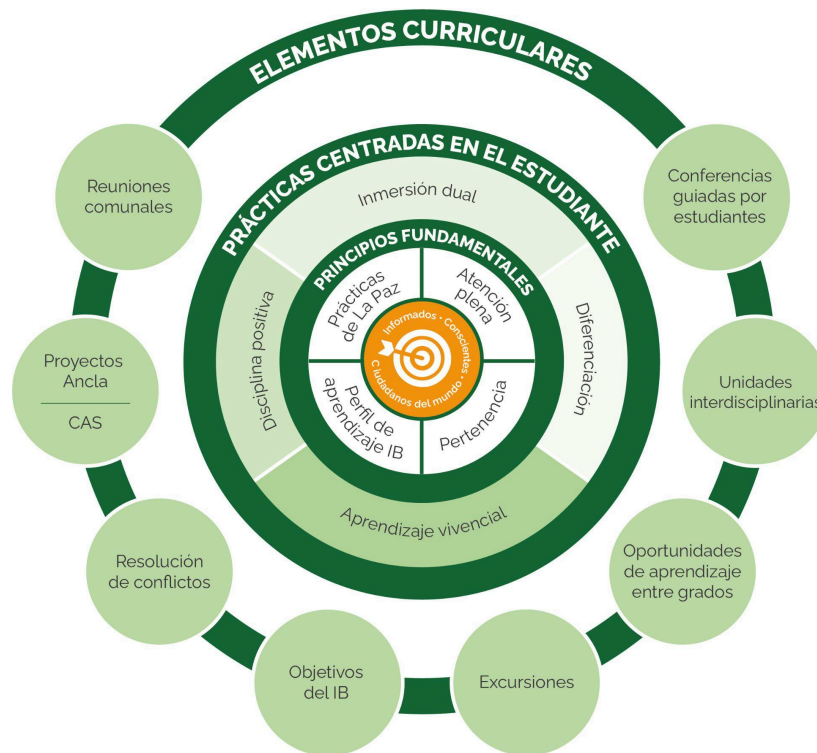 ELEMENTOS CURRICULARES
Reuniones
comunales
Conferencias
guiadas por
estudiantes
PRÁCTICAS CENTRADAS EN EL ESTUDIANTE
Inmersión dual
PRINCIPIOS FUNDAMENTALES
Prácticas
de La Paz
Atención
plena
Disciplina positiva
Informados • Conscientes •
Ciudadanos del mundo
Diferenciación
Perfil de
aprendizaje IB
Pertenencia
Aprendizaje vivencial
Proyectos
Ancla
CAS
Unidades
interdisciplinarias
Resolución
de conflictos
Oportunidades
de aprendizaje
entre grados
Objetivos
del IB
Excursiones